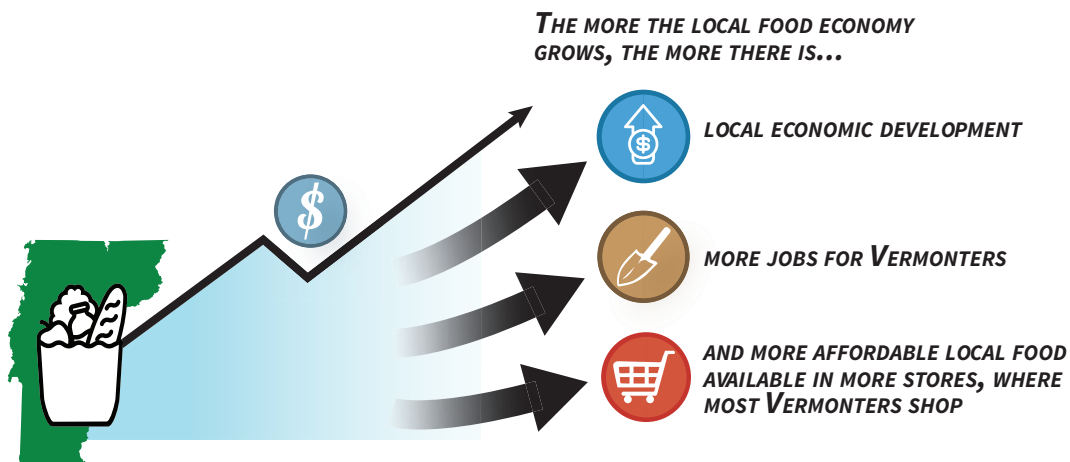 The more the local food economy
grows, the more there is...
$
$
local economic development
more jobs for Vermonters
and more affordable local food
available in more stores, where
most Vermonters shop